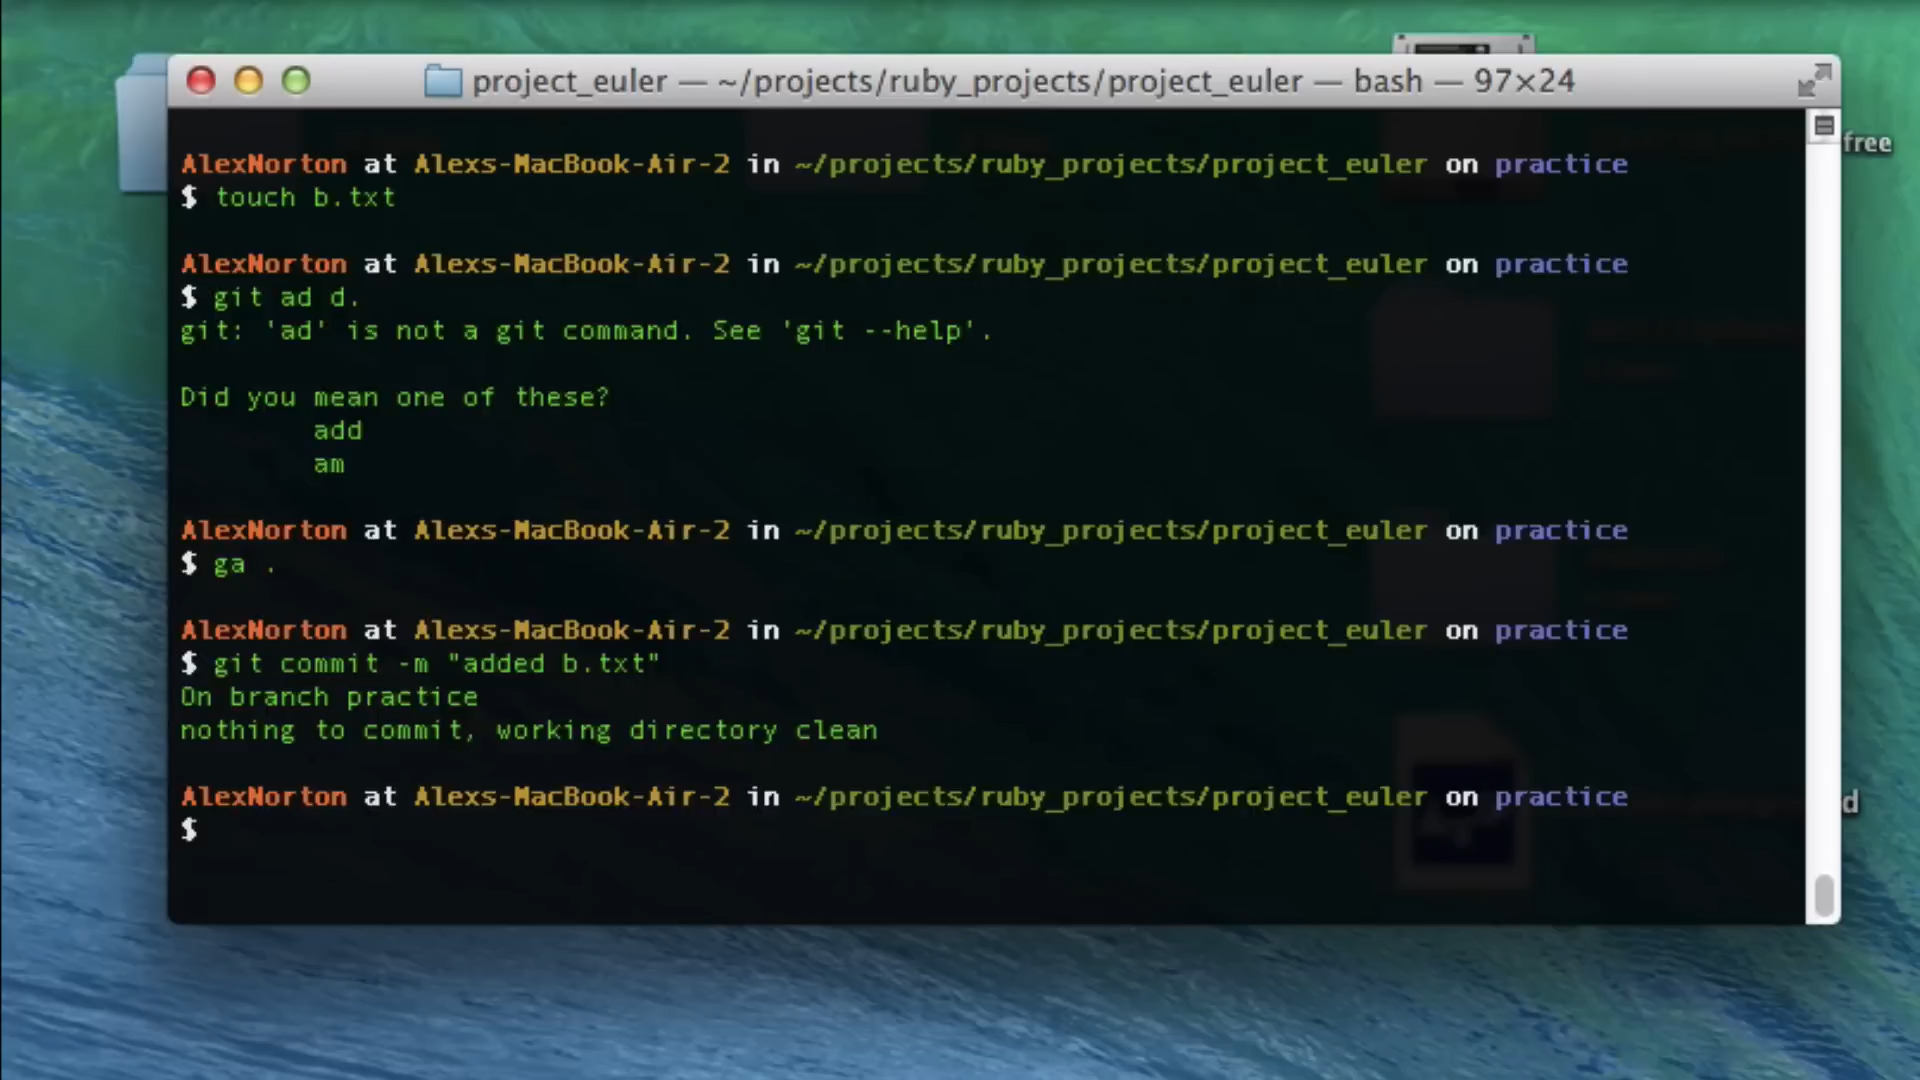 project_euler — ~/projects/ruby_projects/project_euler — bash — 97×24
free
AlexNorton at Alexs-MacBook-Air-2 in ~/projects/ruby_projects/project_euler on practice
$ touch b.txt
AlexNorton at Alexs-MacBook-Air-2 in ~/projects/ruby_projects/project_euler on practice
$ git ad d.
git: 'ad' is not a git command. See 'git --help'.
Did you mean one of these?
add
am
AlexNorton at Alexs-MacBook-Air-2 in ~/projects/ruby_projects/project_euler on practice
$ ga .
AlexNorton at Alexs-MacBook-Air-2 in ~/projects/ruby_projects/project_euler on practice
$ git commit -m "added b.txt"
On branch practice
nothing to commit, working directory clean
AlexNorton at Alexs-MacBook-Air-2 in ~/projects/ruby_projects/project_euler on practice
$